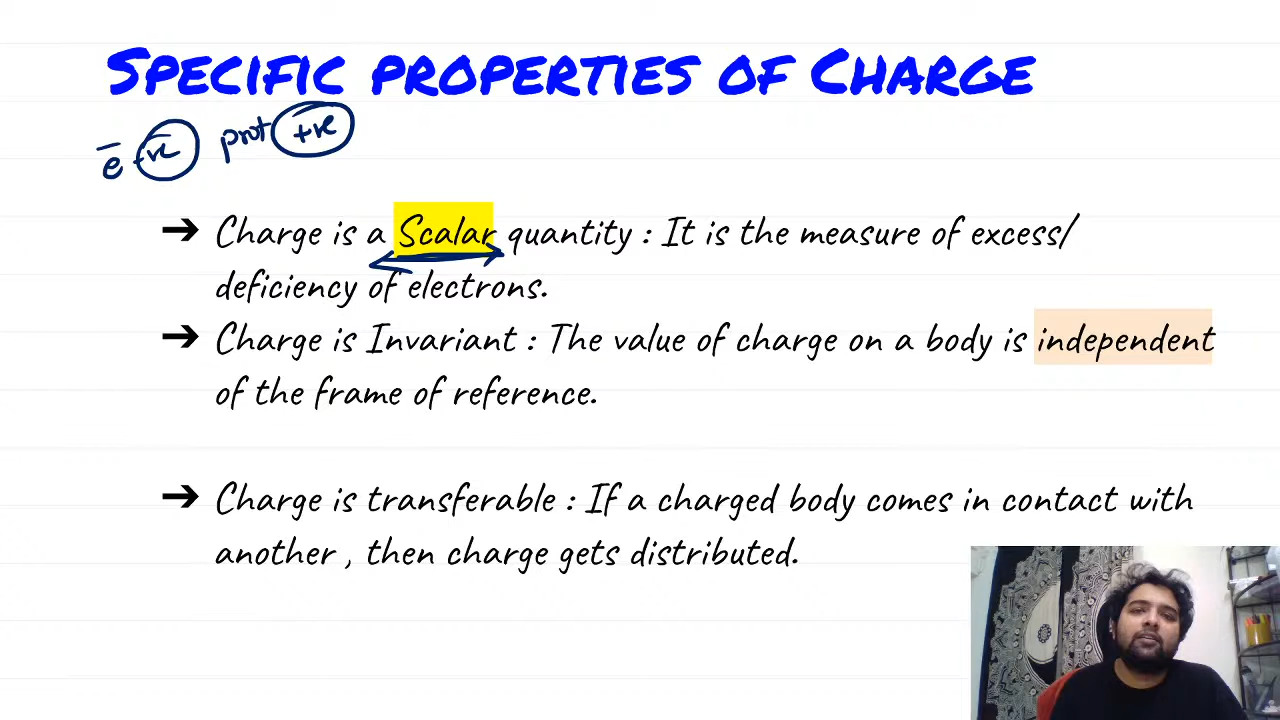 Specific properties of Charge
e̅ -ve prot +ve
➔ Charge is a Scalar quantity : It is the measure of excess/
deficiency of electrons.
➔ Charge is Invariant : The value of charge on a body is independent
of the frame of reference.
➔ Charge is transferable : If a charged body comes in contact with
another , then charge gets distributed.